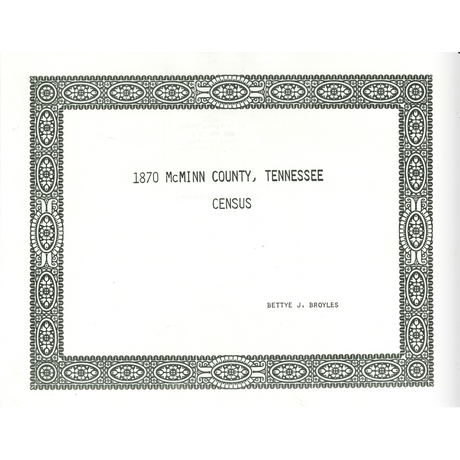 1870 McMINN COUNTY, TENNESSEE
CENSUS
BETTYE J. BROYLES